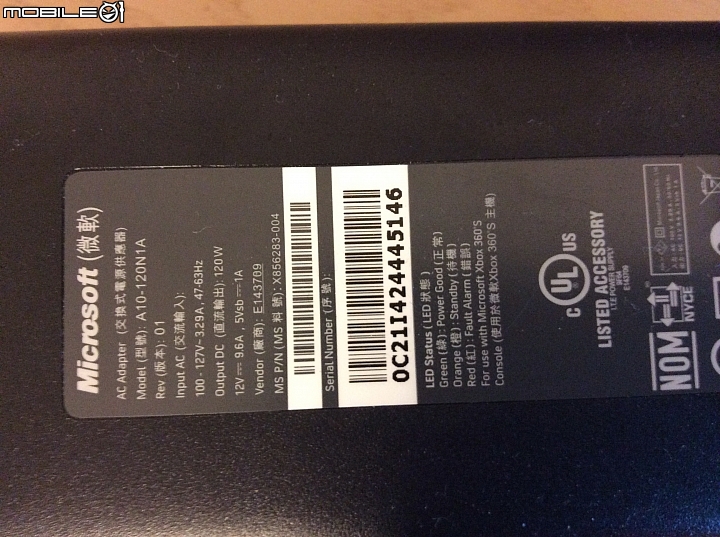 MOBILE01
Microsoft (微軟)
AC Adapter (交換式電源供應器)
Model (型號): A10-120N1A
Rev (版本): 01
Input AC (交流輸入):
100 - 127V~3.29A, 47-63Hz
Output DC (直流輸出): 120W
12V⎓ 9.6A , 5Vsb⎓1A
Vendor (廠商): E143709
MS P/N (MS 料號): X856283-004
Serial Number (序號):
0C21I424445146
LED Status (LED 狀態)
Green (綠): Power Good (正常)
Orange (橙): Standby (待機)
Red (紅): Fault Alarm (錯誤)
For use with Microsoft Xbox 360'S
Console (使用於微軟Xbox 360'S 主機)
C UL US
LISTED ACCESSORY
I.T.E. POWER SUPPLY
E143709
NOM
NYCE